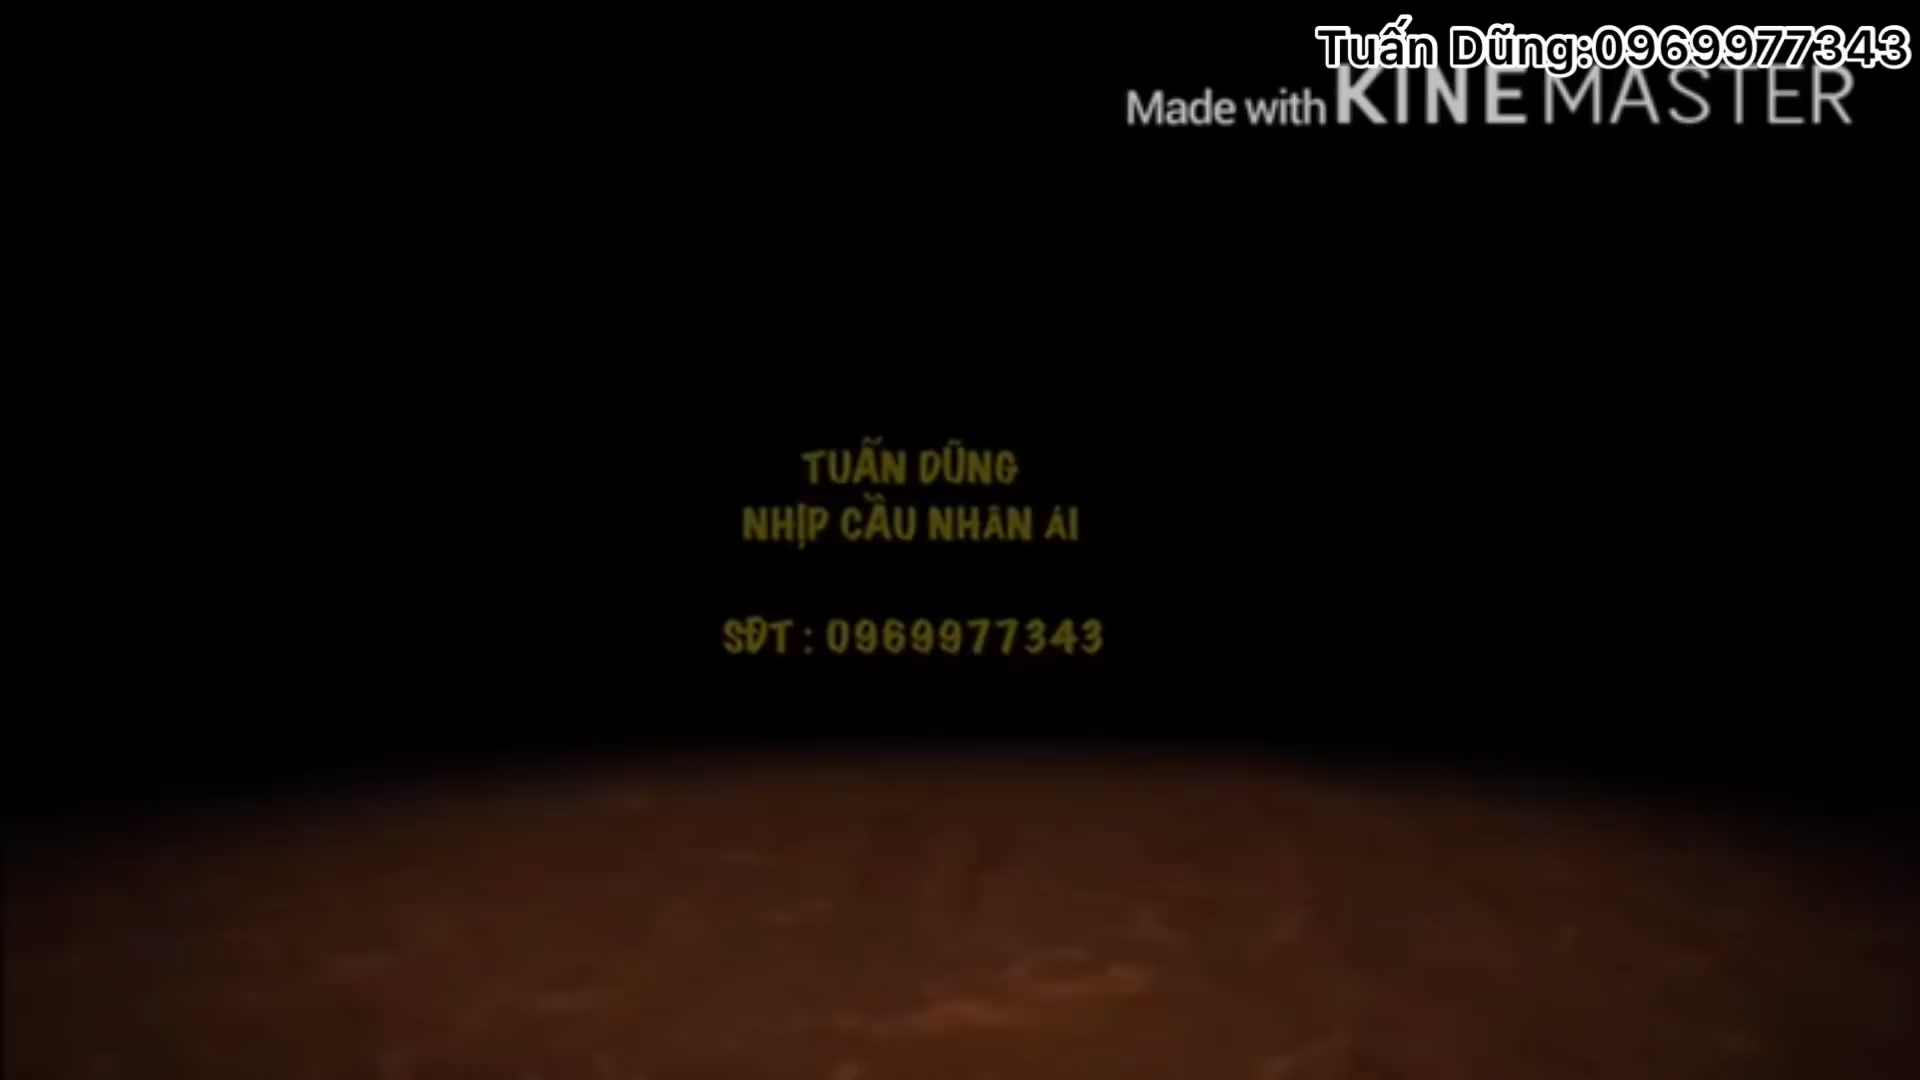 Tuấn Dũng:0969977343
Made with KINEMASTER
TUẤN DŨNG
NHỊP CẦU NHÂN ÁI
SĐT : 0969977343